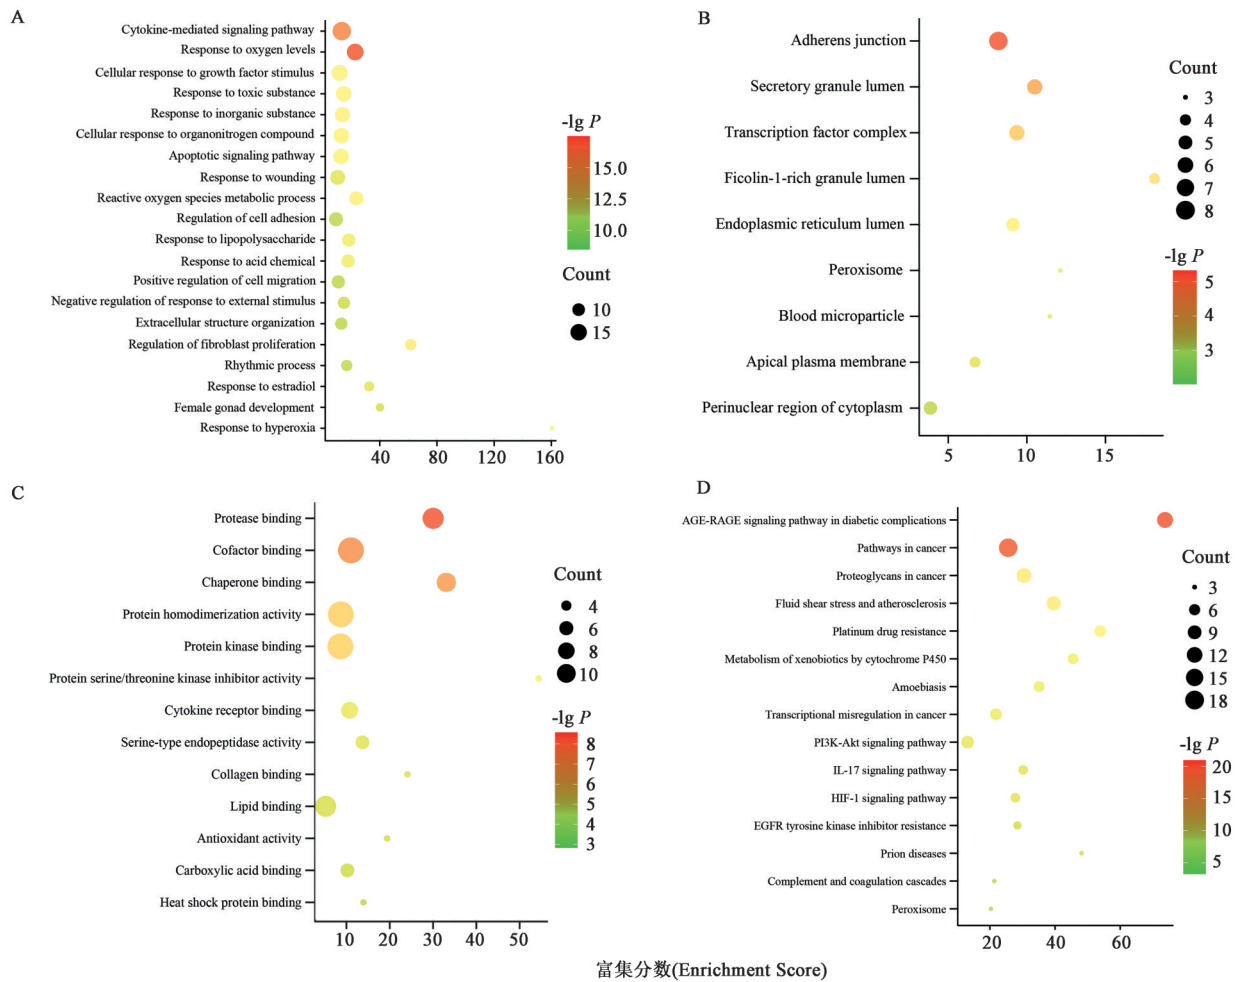 A
Cytokine-mediated signaling pathway
Response to oxygen levels
Cellular response to growth factor stimulus
Response to toxic substance
Response to inorganic substance
Cellular response to organonitrogen compound
Apoptotic signaling pathway
Response to wounding
Reactive oxygen species metabolic process
Regulation of cell adhesion
Response to lipopolysaccharide
Response to acid chemical
Positive regulation of cell migration
Negative regulation of response to external stimulus
Extracellular structure organization
Regulation of fibroblast proliferation
Rhythmic process
Response to estradiol
Female gonad development
Response to hyperoxia
40 80 120 160
-lg P
15.0
12.5
10.0
Count
10
15
B
Adherens junction
Secretory granule lumen
Transcription factor complex
Ficolin-1-rich granule lumen
Endoplasmic reticulum lumen
Peroxisome
Blood microparticle
Apical plasma membrane
Perinuclear region of cytoplasm
5 10 15
Count
3
4
5
6
7
8
-lg P
5
4
3
C
Protease binding
Cofactor binding
Chaperone binding
Protein homodimerization activity
Protein kinase binding
Protein serine/threonine kinase inhibitor activity
Cytokine receptor binding
Serine-type endopeptidase activity
Collagen binding
Lipid binding
Antioxidant activity
Carboxylic acid binding
Heat shock protein binding
10 20 30 40 50
Count
4
6
8
10
-lg P
8
7
6
5
4
3
D
AGE-RAGE signaling pathway in diabetic complications
Pathways in cancer
Proteoglycans in cancer
Fluid shear stress and atherosclerosis
Platinum drug resistance
Metabolism of xenobiotics by cytochrome P450
Amoebiasis
Transcriptional misregulation in cancer
PI3K-Akt signaling pathway
IL-17 signaling pathway
HIF-1 signaling pathway
EGFR tyrosine kinase inhibitor resistance
Prion diseases
Complement and coagulation cascades
Peroxisome
20 40 60
Count
3
6
9
12
15
18
-lg P
20
15
10
5
富集分数(Enrichment Score)